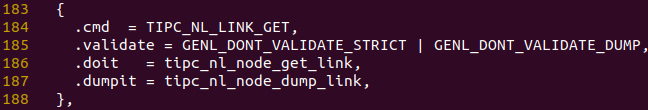 183 {
184 .cmd = TIPC_NL_LINK_GET,
185 .validate = GENL_DONT_VALIDATE_STRICT | GENL_DONT_VALIDATE_DUMP,
186 .doit = tipc_nl_node_get_link,
187 .dumpit = tipc_nl_node_dump_link,
188 },